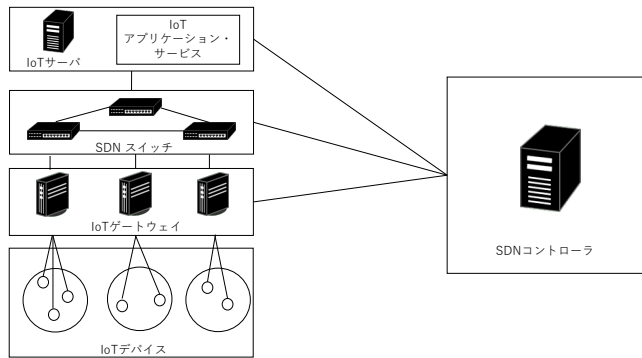 IoT
アプリケーション・
サービス
IoTサーバ
SDN スイッチ
IoTゲートウェイ
SDNコントローラ
IoTデバイス